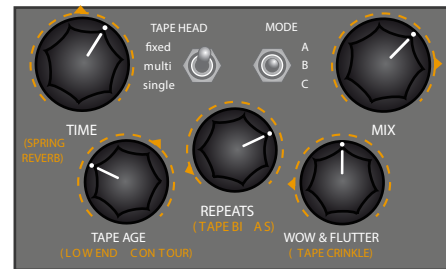 TAPE HEAD
fixed
multi
single
MODE
A
B
C
TIME
(SPRING
REVERB)
MIX
REPEATS
(TAPE BI AS)
TAPE AGE
(LOW END CON TOUR)
WOW & FLUTTER
( TAPE CRINKLE)